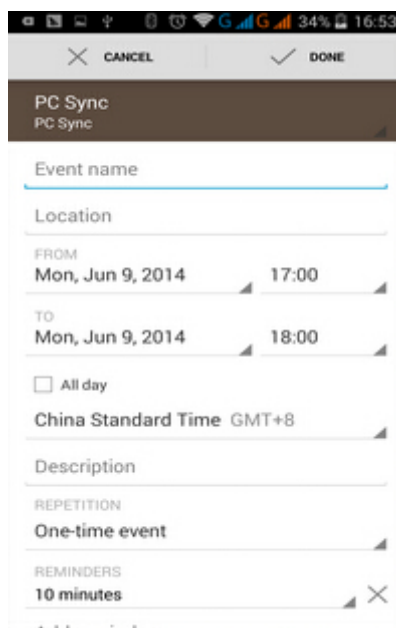 G G 34% 16:53
CANCEL DONE
PC Sync
PC Sync
Event name
Location
FROM
Mon, Jun 9, 2014 17:00
TO
Mon, Jun 9, 2014 18:00
All day
China Standard Time GMT+8
Description
REPETITION
One-time event
REMINDERS
10 minutes